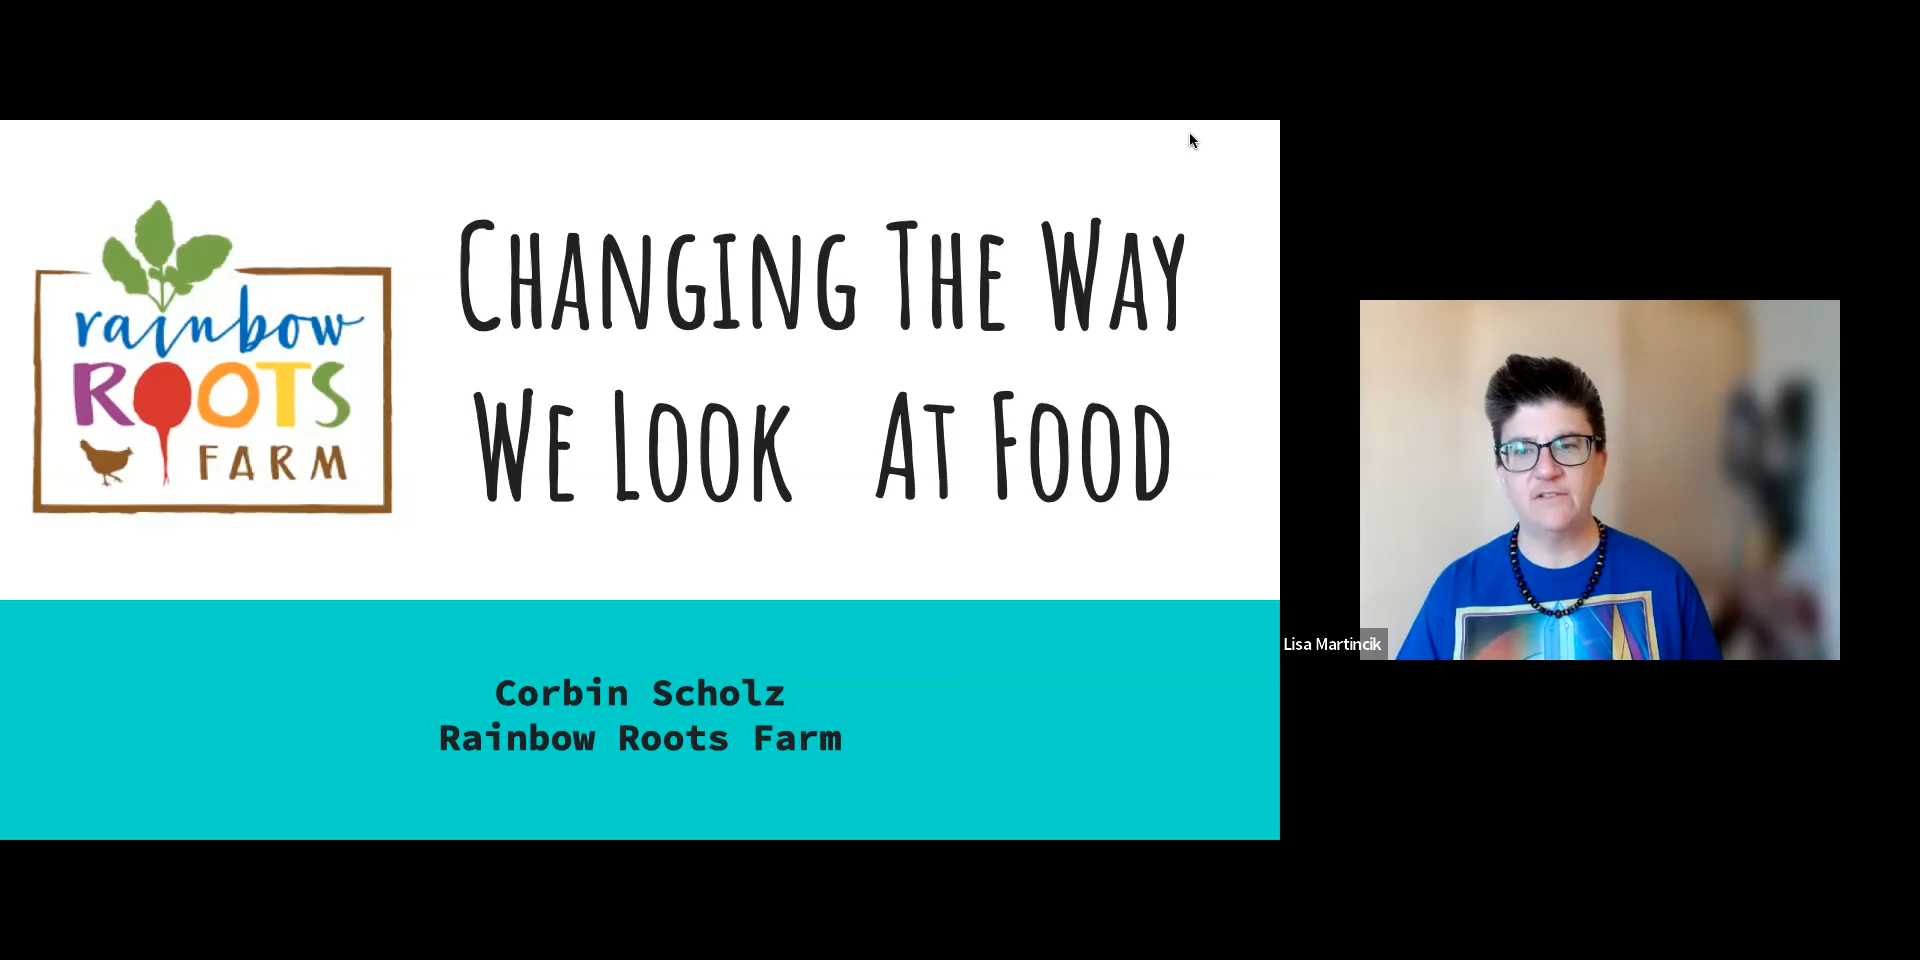 rainbow
ROOTS
FARM
CHANGING THE WAY
WE LOOK AT FOOD
Corbin Scholz
Rainbow Roots Farm
Lisa Martincik